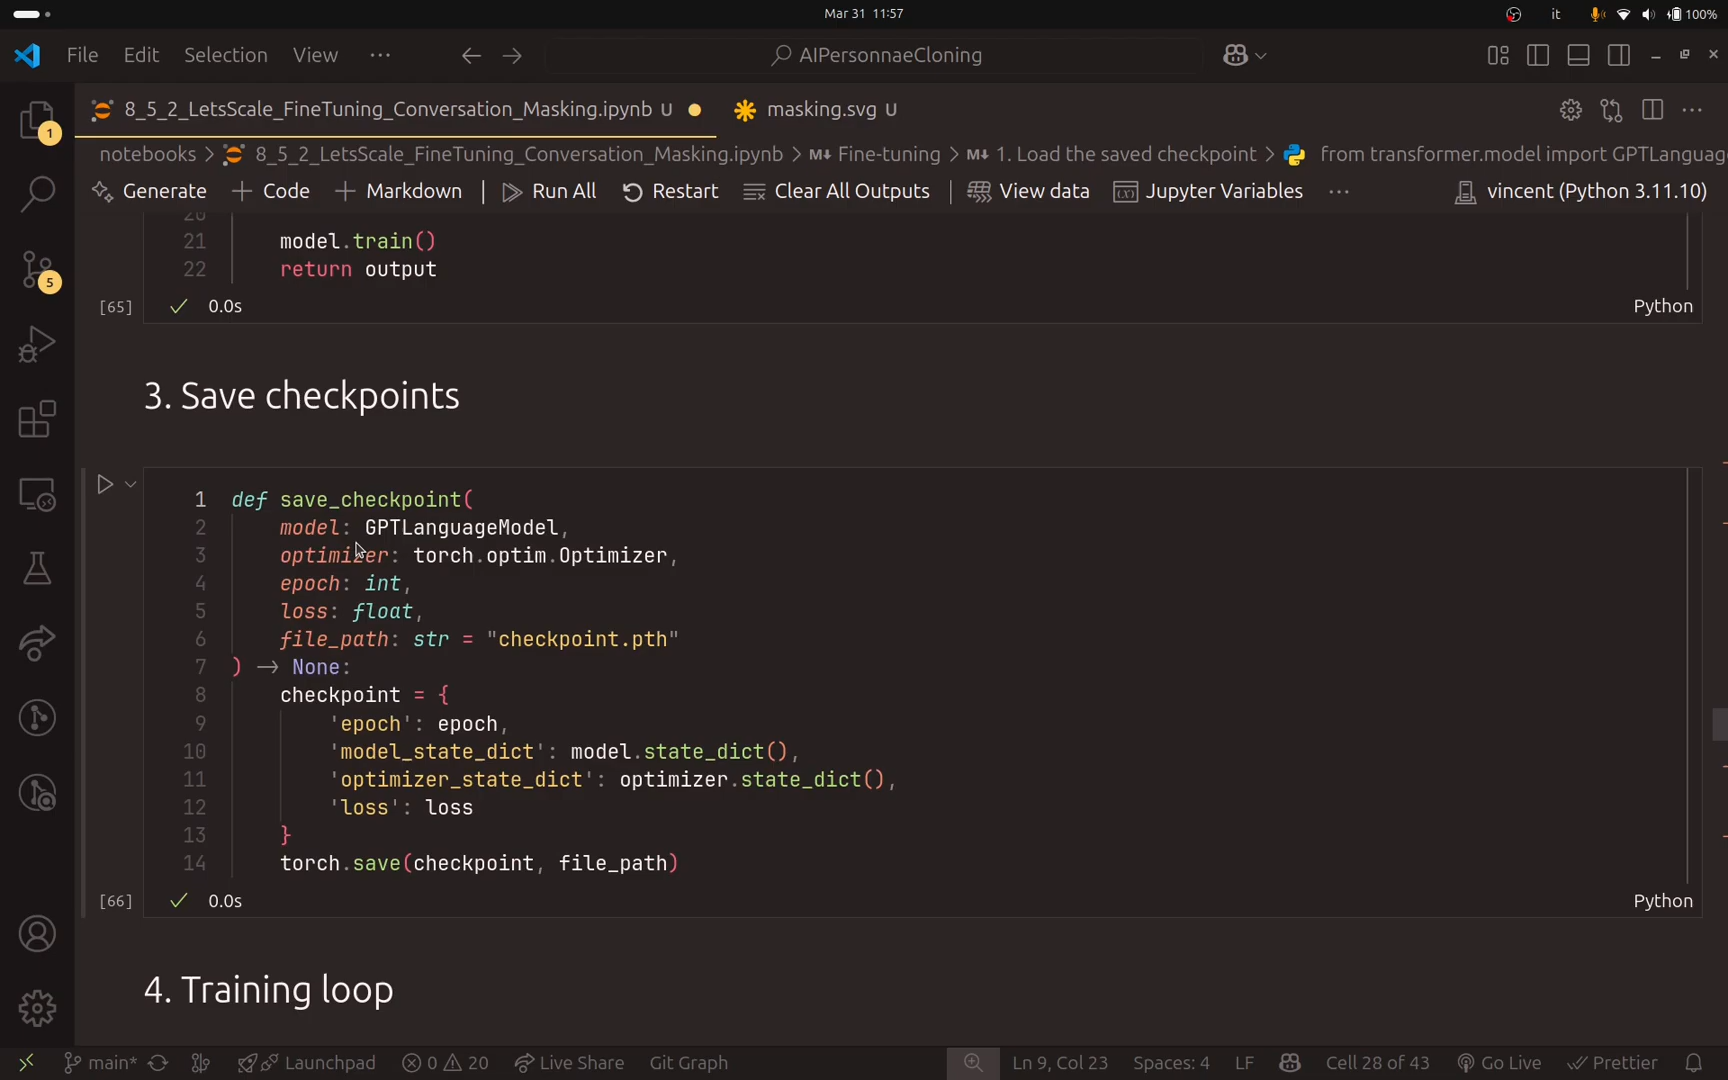 Mar 31 11:57
it
100%
File Edit Selection View ···
AIPersonnaeCloning
8_5_2_LetsScale_FineTuning_Conversation_Masking.ipynb U
masking.svg U
notebooks > 8_5_2_LetsScale_FineTuning_Conversation_Masking.ipynb > M↓ Fine-tuning > M↓ 1. Load the saved checkpoint > from transformer.model import GPTLanguag
Generate + Code + Markdown | Run All Restart Clear All Outputs | View data Jupyter Variables ··· vincent (Python 3.11.10)
1
5
20
21 model.train()
22 return output
[65] ✓ 0.0s Python
3. Save checkpoints
1 def save_checkpoint(
2 model: GPTLanguageModel,
3 optimizer: torch.optim.Optimizer,
4 epoch: int,
5 loss: float,
6 file_path: str = "checkpoint.pth"
7 ) → None:
8 checkpoint = {
9 'epoch': epoch,
10 'model_state_dict': model.state_dict(),
11 'optimizer_state_dict': optimizer.state_dict(),
12 'loss': loss
13 }
14 torch.save(checkpoint, file_path)
[66] ✓ 0.0s Python
4. Training loop
main* Launchpad 0 20 Live Share Git Graph Ln 9, Col 23 Spaces: 4 LF Cell 28 of 43 Go Live Prettier